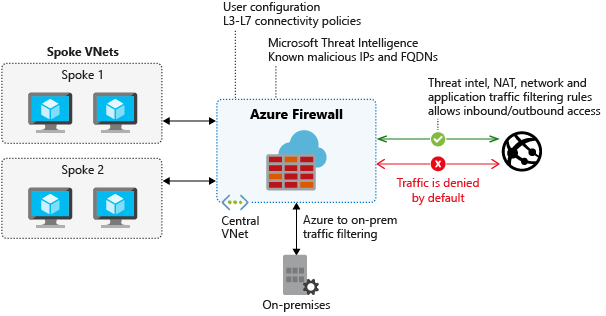 User configuration
L3-L7 connectivity policies
Microsoft Threat Intelligence
Known malicious IPs and FQDNs
Spoke VNets
Spoke 1
Spoke 2
Azure Firewall
Central
VNet
Threat intel, NAT, network and
application traffic filtering rules
allows inbound/outbound access
Traffic is denied
by default
Azure to on-prem
traffic filtering
On-premises